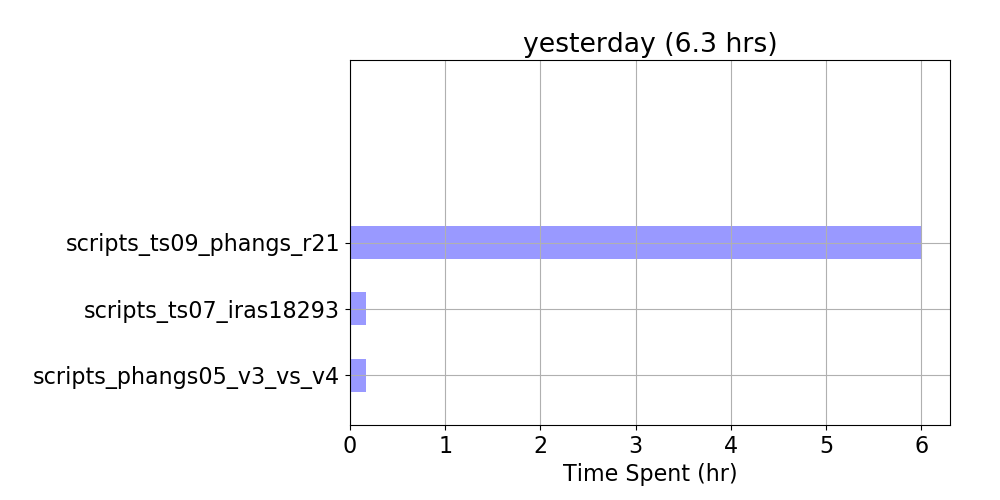 yesterday (6.3 hrs)
scripts_ts09_phangs_r21
scripts_ts07_iras18293
scripts_phangs05_v3_vs_v4
0 1 2 3 4 5 6
Time Spent (hr)